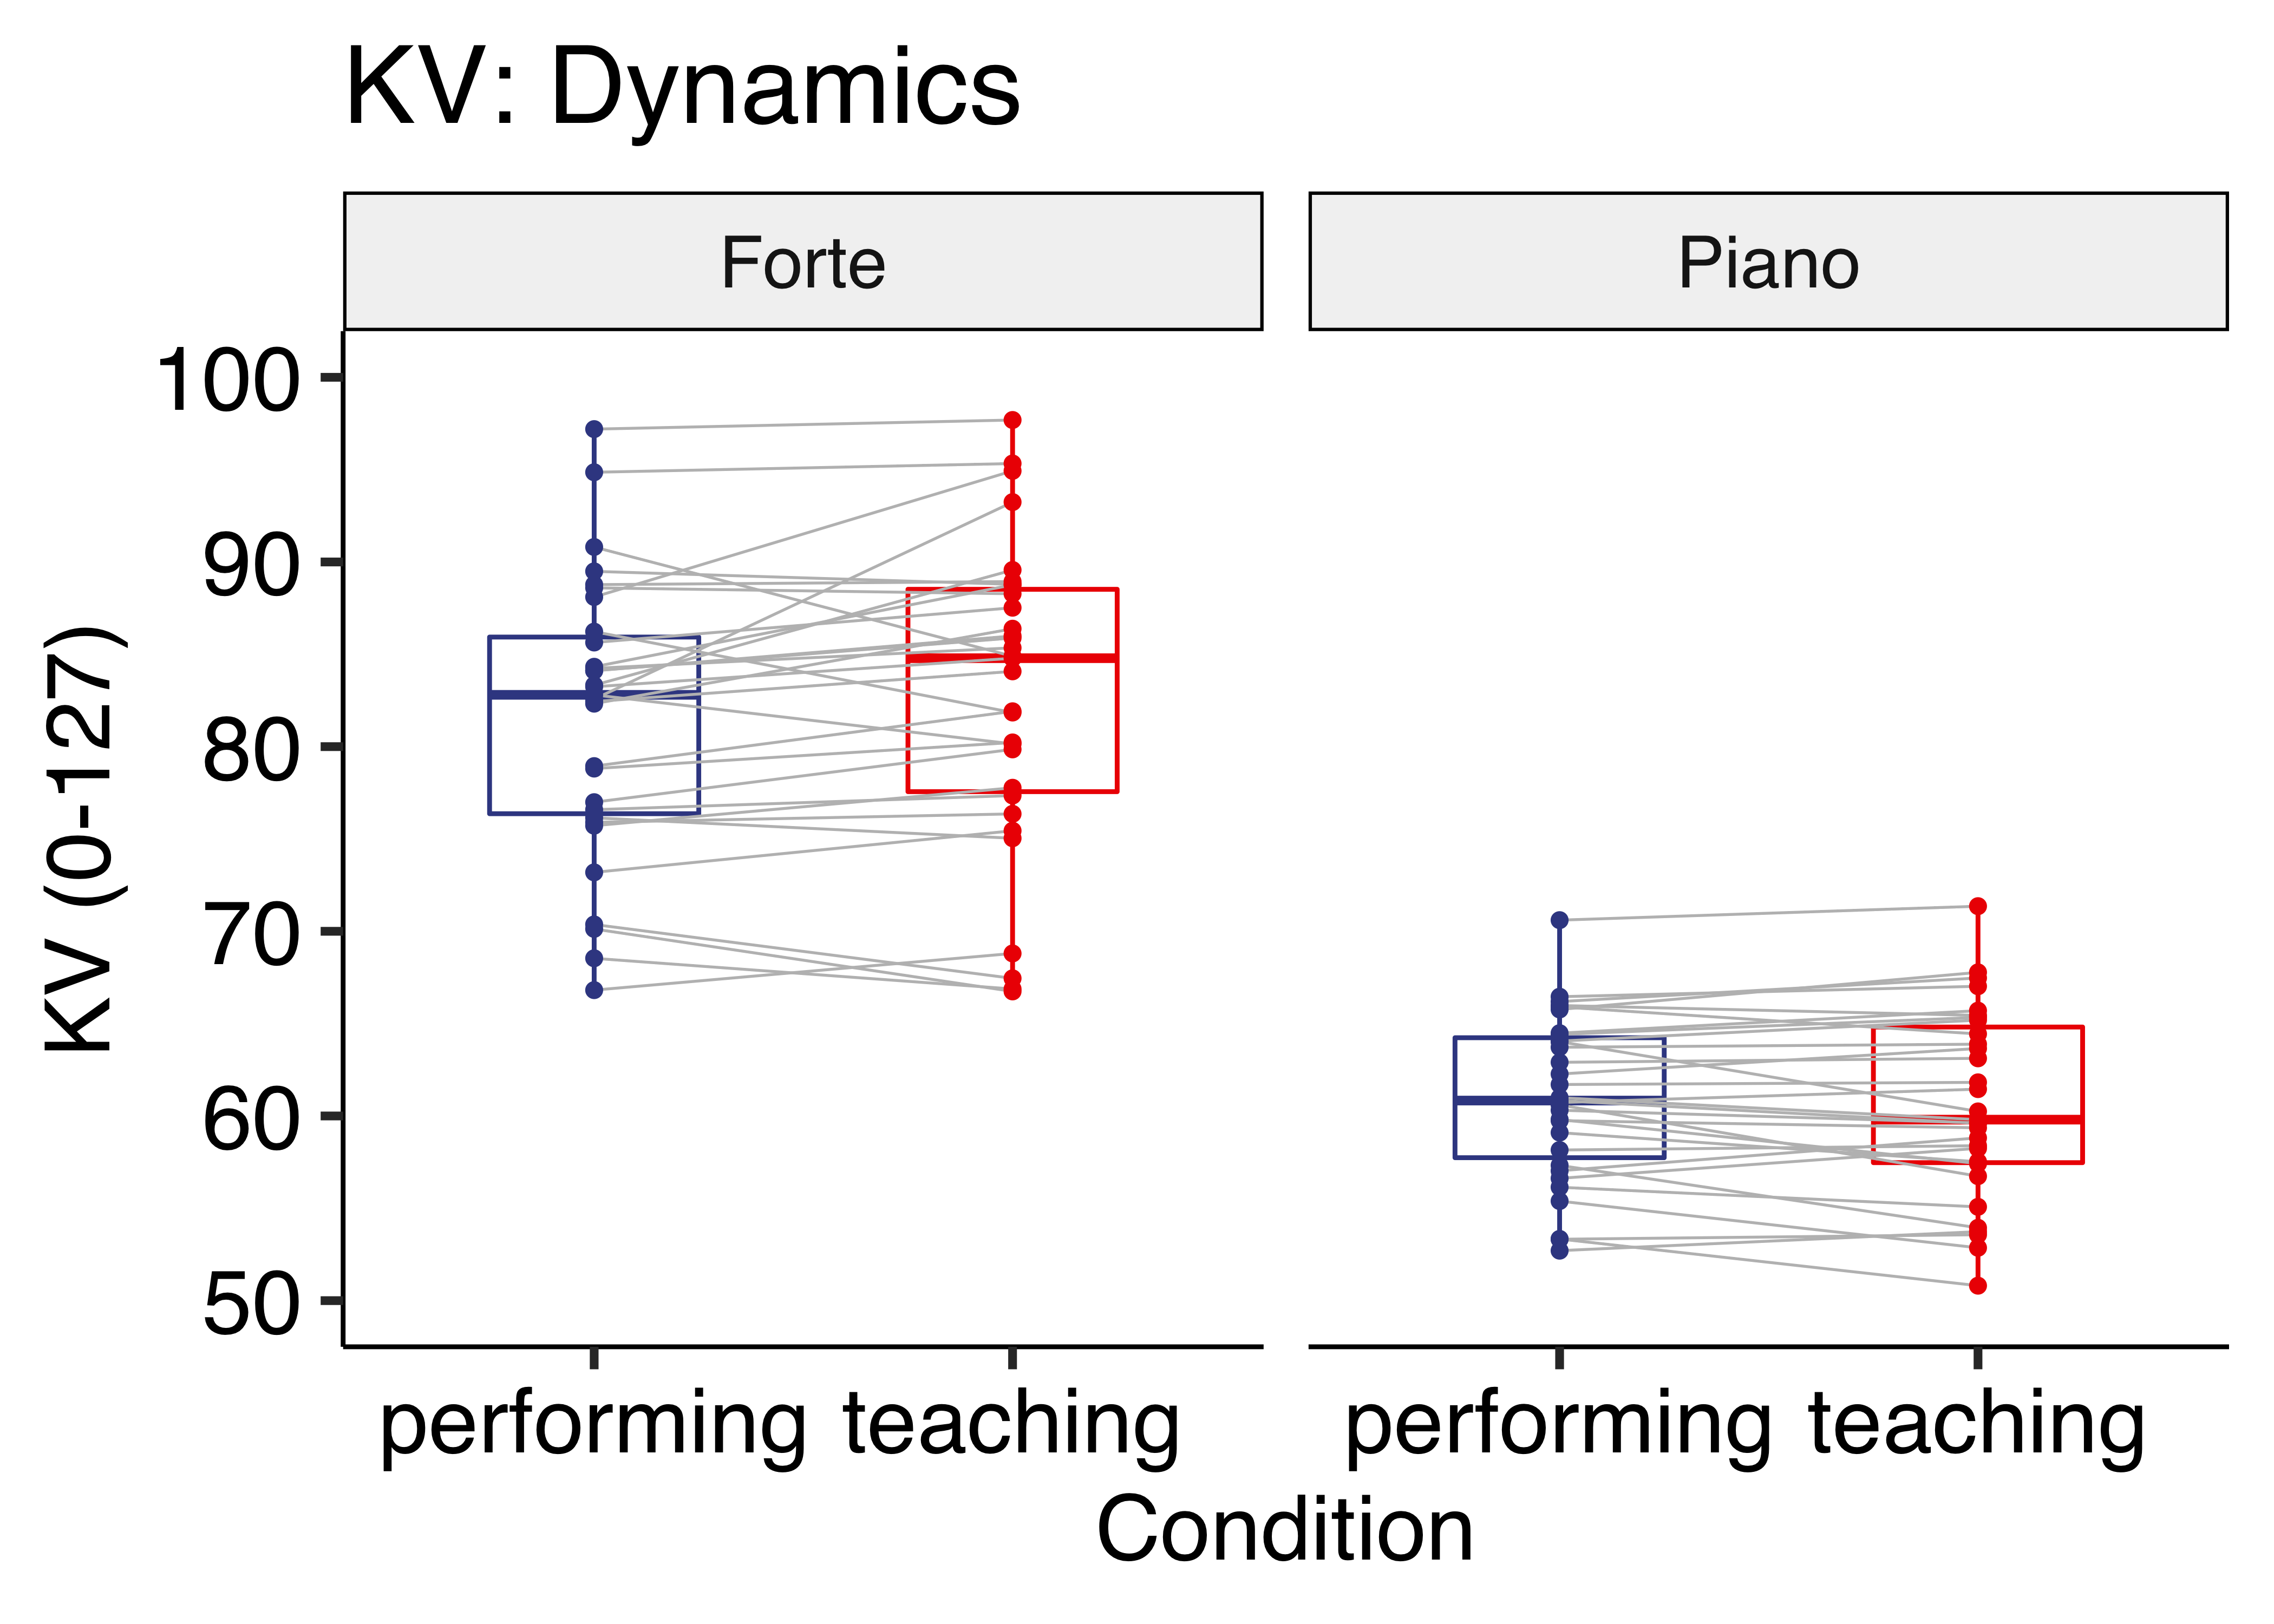 KV: Dynamics
Forte
Piano
KV (0-127)
100
90
80
70
60
50
performing teaching
performing teaching
Condition